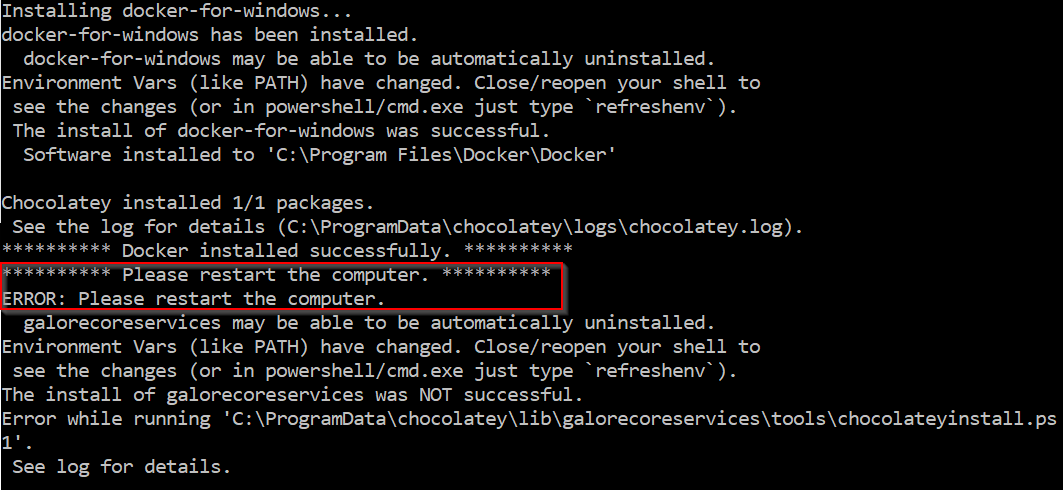 Installing docker-for-windows...
docker-for-windows has been installed.
  docker-for-windows may be able to be automatically uninstalled.
Environment Vars (like PATH) have changed. Close/reopen your shell to
 see the changes (or in powershell/cmd.exe just type `refreshenv`).
 The install of docker-for-windows was successful.
  Software installed to 'C:\Program Files\Docker\Docker'

Chocolatey installed 1/1 packages.
 See the log for details (C:\ProgramData\chocolatey\logs\chocolatey.log).
********** Docker installed successfully. **********
********** Please restart the computer. **********
ERROR: Please restart the computer.
  galorecoreservices may be able to be automatically uninstalled.
Environment Vars (like PATH) have changed. Close/reopen your shell to
 see the changes (or in powershell/cmd.exe just type `refreshenv`).
The install of galorecoreservices was NOT successful.
Error while running 'C:\ProgramData\chocolatey\lib\galorecoreservices\tools\chocolateyinstall.ps
1'.
 See log for details.